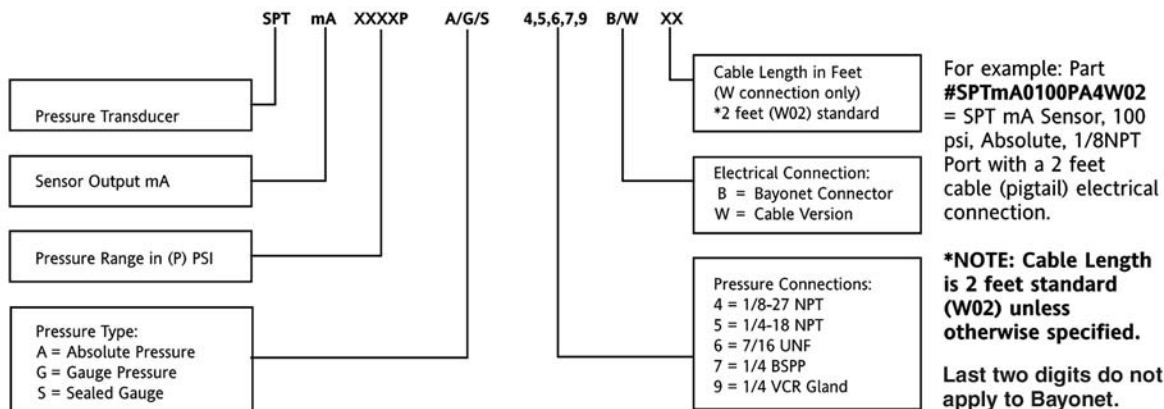 SPT mA XXXXP A/G/S 4,5,6,7,9 B/W XX
Pressure Transducer
Sensor Output mA
Pressure Range in (P) PSI
Pressure Type:
A = Absolute Pressure
G = Gauge Pressure
S = Sealed Gauge
Cable Length in Feet
(W connection only)
*2 feet (W02) standard
Electrical Connection:
B = Bayonet Connector
W = Cable Version
Pressure Connections:
4 = 1/8-27 NPT
5 = 1/4-18 NPT
6 = 7/16 UNF
7 = 1/4 BSPP
9 = 1/4 VCR Gland
For example: Part
#SPTmA0100PA4W02
= SPT mA Sensor, 100
psi, Absolute, 1/8NPT
Port with a 2 feet
cable (pigtail) electrical
connection.
*NOTE: Cable Length
is 2 feet standard
(W02) unless
otherwise specified.
Last two digits do not
apply to Bayonet.